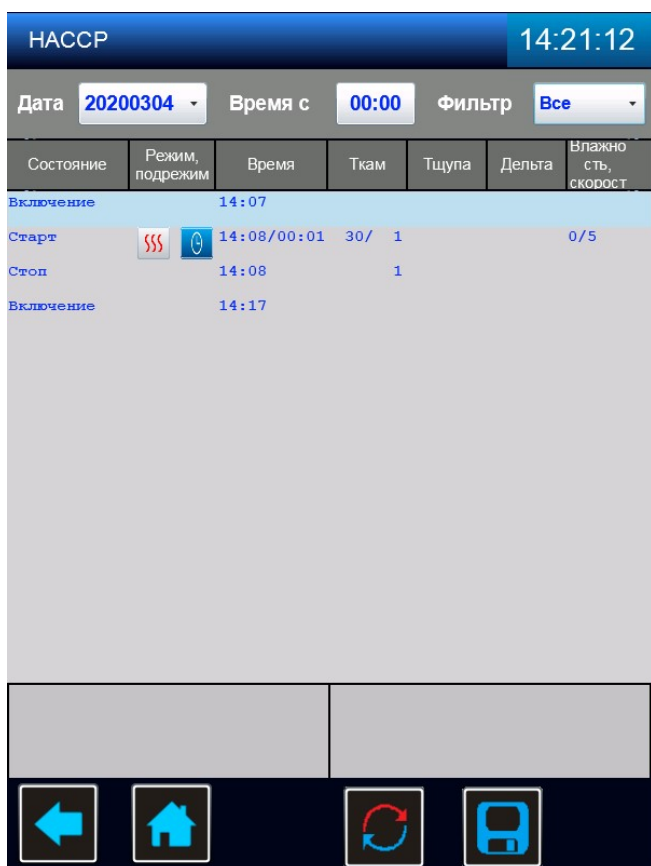 HACCP 14:21:12
Дата 20200304 Время с 00:00 Фильтр Все
Состояние Режим, подрежим Время Ткам Тщупа Дельта Влажно сть, скорост
Включение 14:07
Старт 14:08/00:01 30/ 1 0/5
Стоп 14:08 1
Включение 14:17